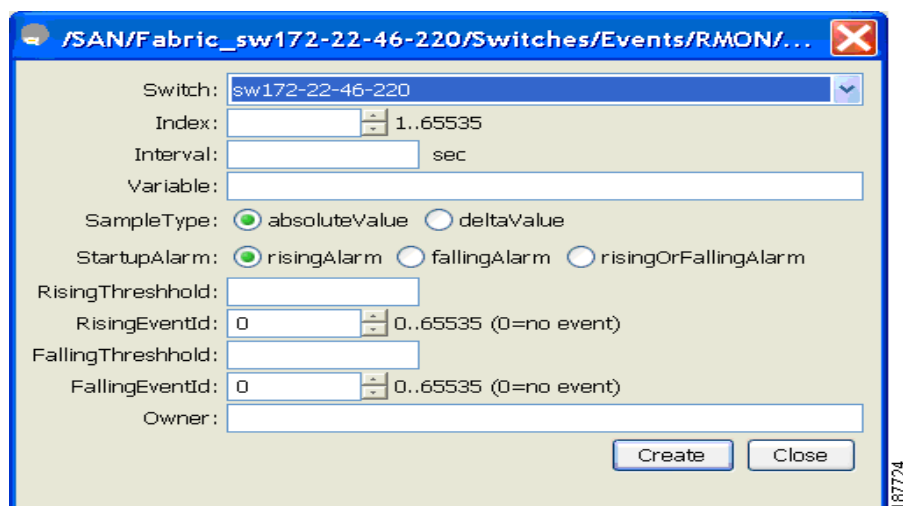 /SAN/Fabric_sw172-22-46-220/Switches/Events/RMON/...
Switch: sw172-22-46-220
Index: 1..65535
Interval: sec
Variable:
SampleType: absoluteValue deltaValue
StartupAlarm: risingAlarm fallingAlarm risingOrFallingAlarm
RisingThreshhold:
RisingEventId: 0 0..65535 (0=no event)
FallingThreshhold:
FallingEventId: 0 0..65535 (0=no event)
Owner:
Create Close
187724